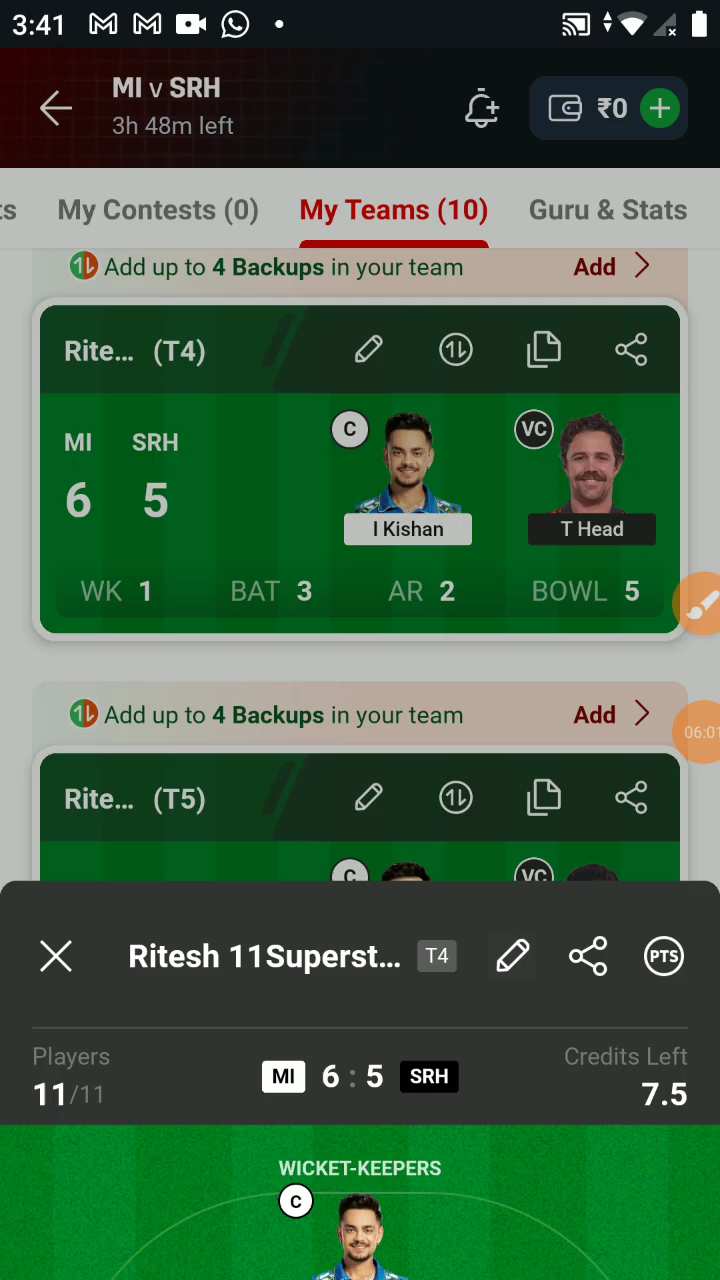 3:41
MI v SRH
3h 48m left
₹0
ts
My Contests (0)
My Teams (10)
Guru & Stats
Add up to 4 Backups in your team
Add
Rite... (T4)
C
VC
MI SRH
6 5
I Kishan
T Head
WK 1
BAT 3
AR 2
BOWL 5
Add up to 4 Backups in your team
Add
06:01
Rite... (T5)
C
VC
Ritesh 11Superst...
T4
PTS
Players
Credits Left
11/11
MI 6 : 5 SRH
7.5
WICKET-KEEPERS
C